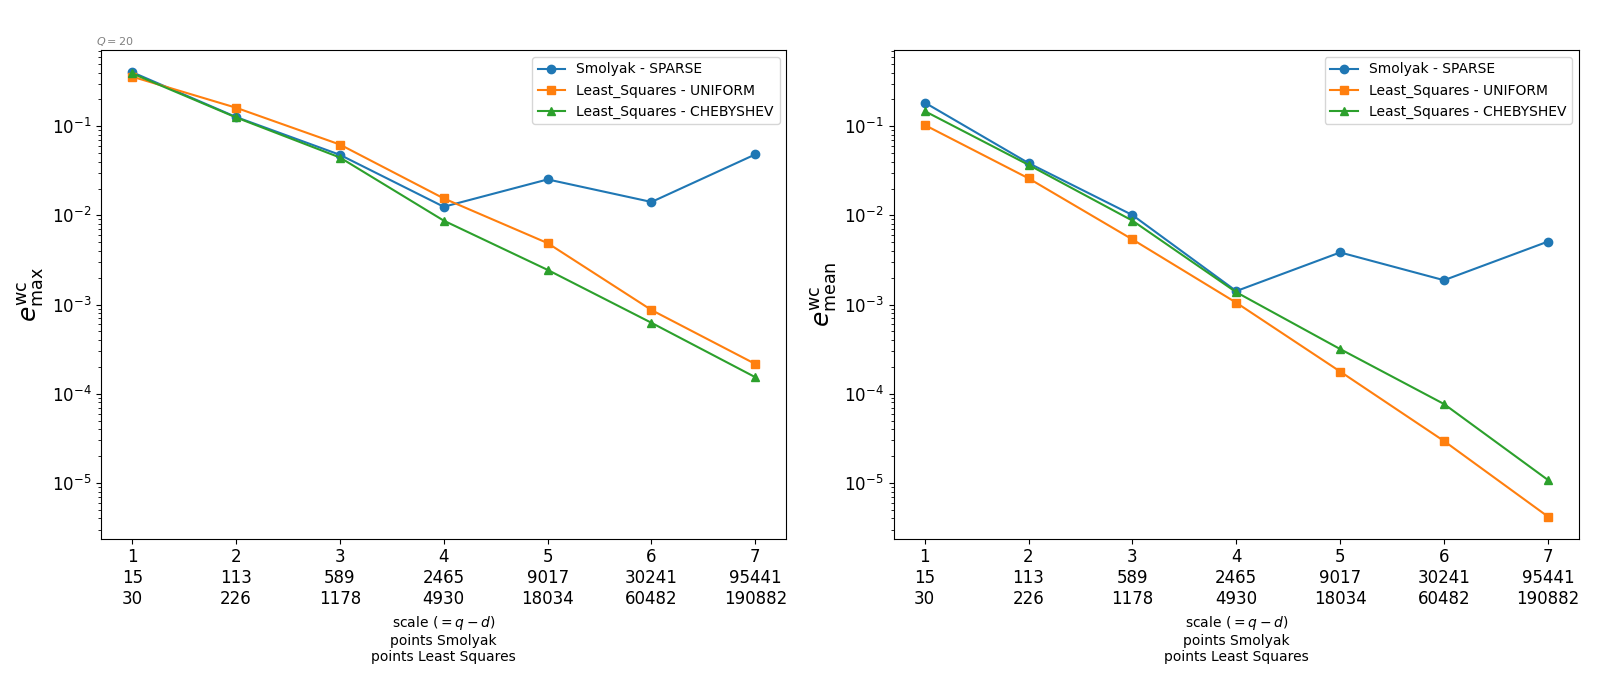 Q = 20
Smolyak - SPARSE
Least_Squares - UNIFORM
Least_Squares - CHEBYSHEV
10⁻¹
10⁻²
10⁻³
10⁻⁴
10⁻⁵
e^wc_max
1 2 3 4 5 6 7
15 113 589 2465 9017 30241 95441
30 226 1178 4930 18034 60482 190882
scale (= q − d)
points Smolyak
points Least Squares
Smolyak - SPARSE
Least_Squares - UNIFORM
Least_Squares - CHEBYSHEV
10⁻¹
10⁻²
10⁻³
10⁻⁴
10⁻⁵
e^wc_mean
1 2 3 4 5 6 7
15 113 589 2465 9017 30241 95441
30 226 1178 4930 18034 60482 190882
scale (= q − d)
points Smolyak
points Least Squares